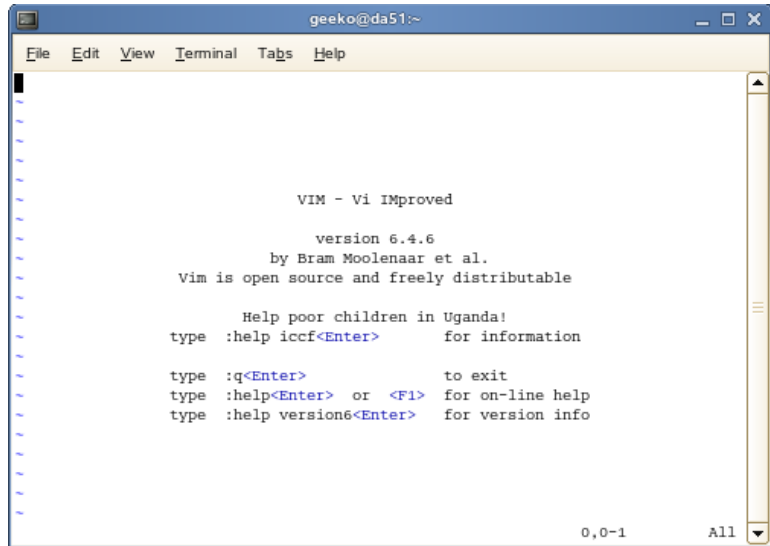 geeko@da51:~
File Edit View Terminal Tabs Help
~
~
~
~
~
~ VIM - Vi IMproved
~
~ version 6.4.6
~ by Bram Moolenaar et al.
~ Vim is open source and freely distributable
~
~ Help poor children in Uganda!
~ type :help iccf<Enter> for information
~
~ type :q<Enter> to exit
~ type :help<Enter> or <F1> for on-line help
~ type :help version6<Enter> for version info
~
~
~
~
~
0,0-1 All